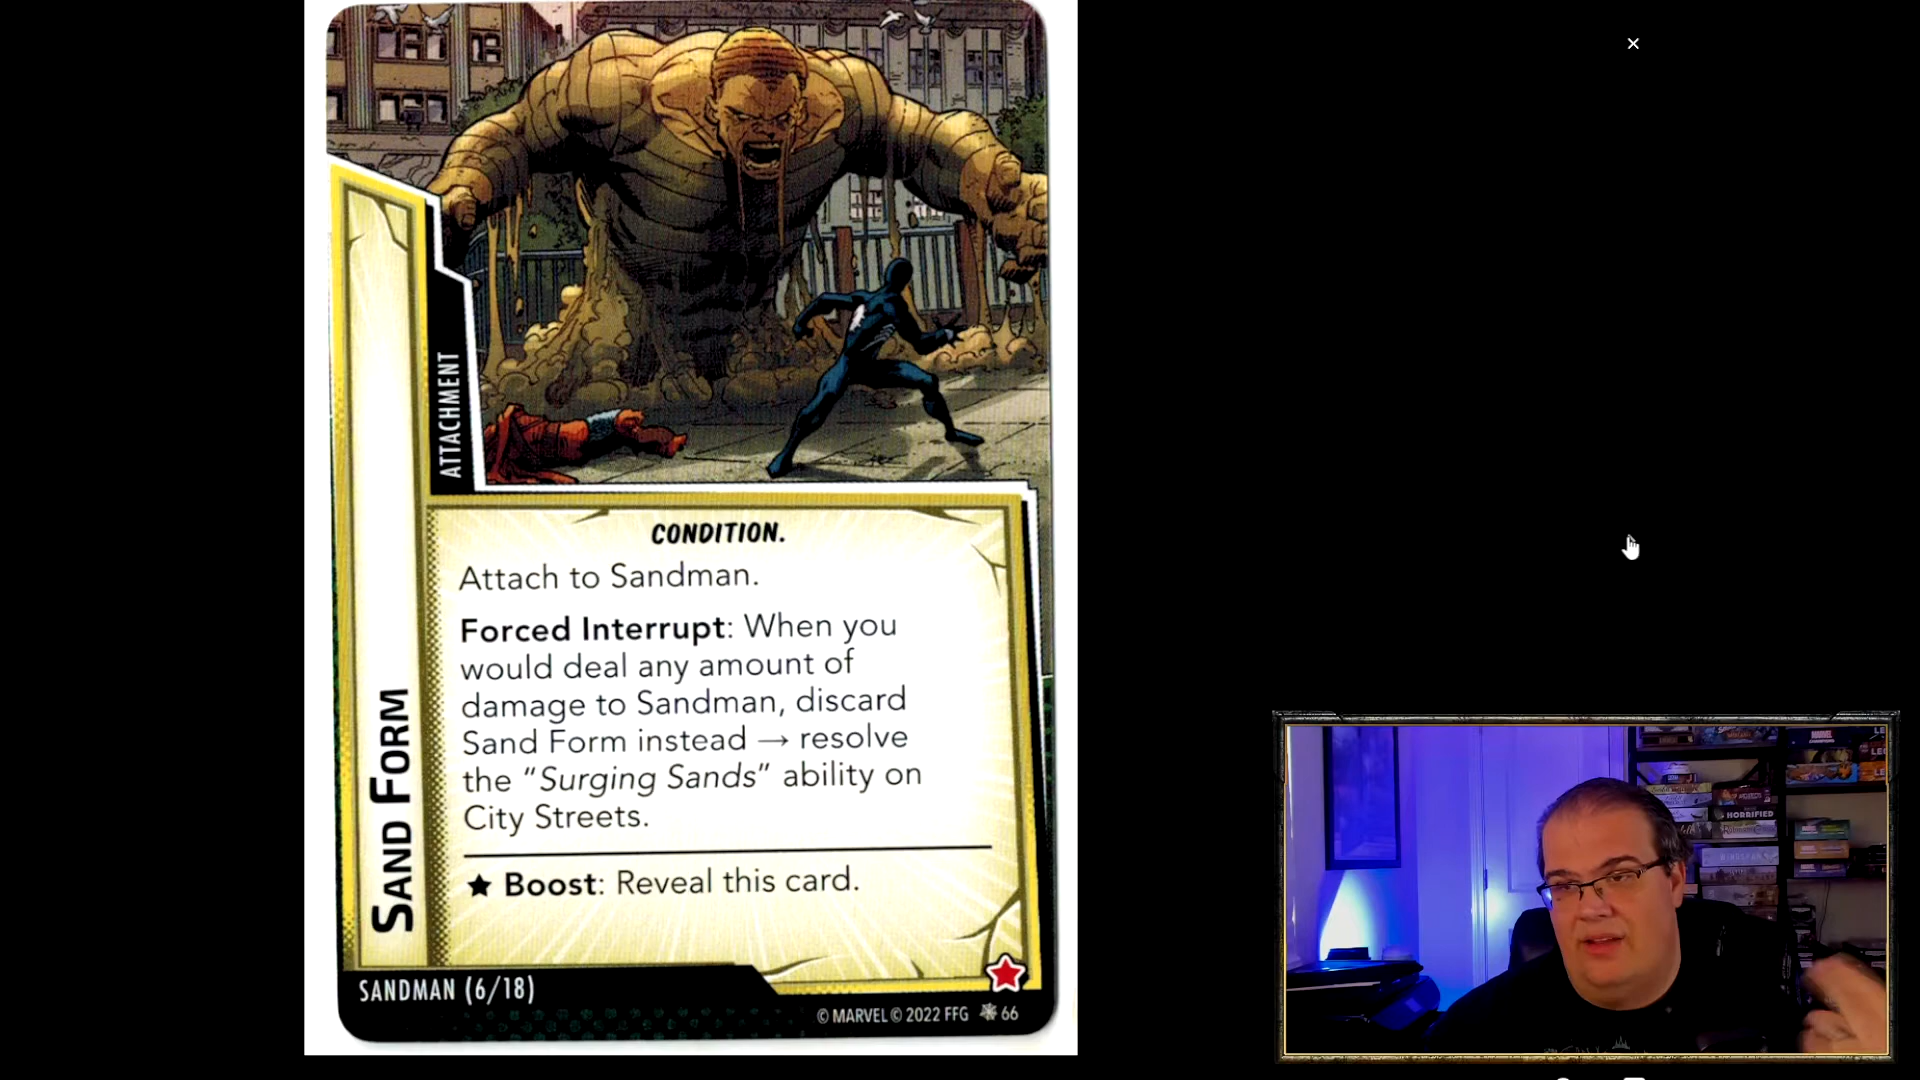 ATTACHMENT
SAND FORM
CONDITION.
Attach to Sandman.
Forced Interrupt: When you
would deal any amount of
damage to Sandman, discard
Sand Form instead → resolve
the “Surging Sands” ability on
City Streets.
★ Boost: Reveal this card.
SANDMAN (6/18)
© MARVEL © 2022 FFG 66
HORRIFIED